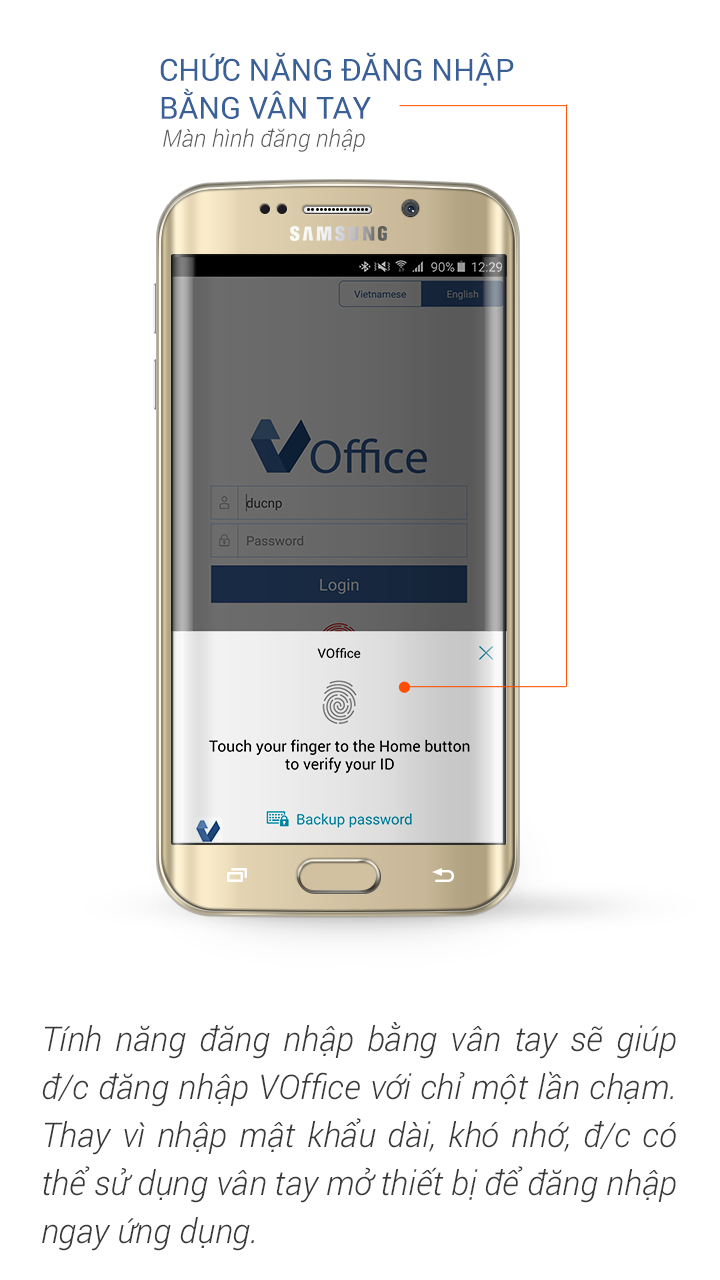 CHỨC NĂNG ĐĂNG NHẬP
BẰNG VÂN TAY
Màn hình đăng nhập
SAMSUNG
90% 12:29
Vietnamese English
VOffice
ducnp
Password
Login
VOffice
Touch your finger to the Home button
to verify your ID
Backup password
Tính năng đăng nhập bằng vân tay sẽ giúp
đ/c đăng nhập VOffice với chỉ một lần chạm.
Thay vì nhập mật khẩu dài, khó nhớ, đ/c có
thể sử dụng vân tay mở thiết bị để đăng nhập
ngay ứng dụng.